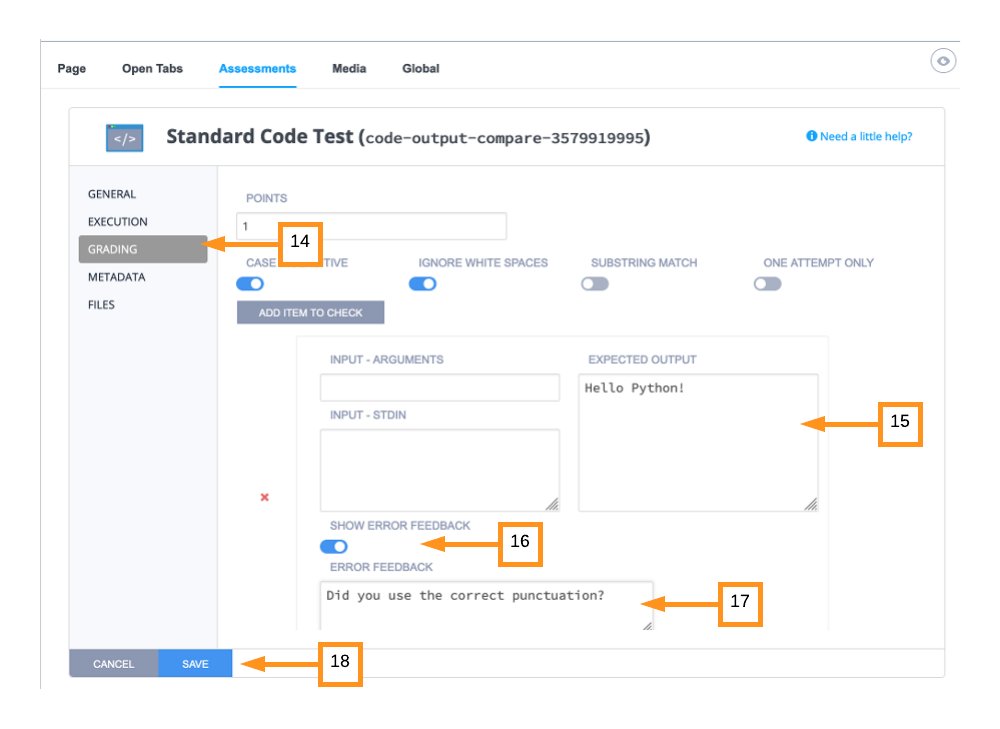 Page Open Tabs Assessments Media Global
</> Standard Code Test (code-output-compare-3579919995) Need a little help?
GENERAL
EXECUTION
GRADING
METADATA
FILES
POINTS
1
14
CASE TIVE IGNORE WHITE SPACES SUBSTRING MATCH ONE ATTEMPT ONLY
ADD ITEM TO CHECK
INPUT - ARGUMENTS
EXPECTED OUTPUT
Hello Python!
15
INPUT - STDIN
SHOW ERROR FEEDBACK
16
ERROR FEEDBACK
Did you use the correct punctuation?
17
CANCEL SAVE
18